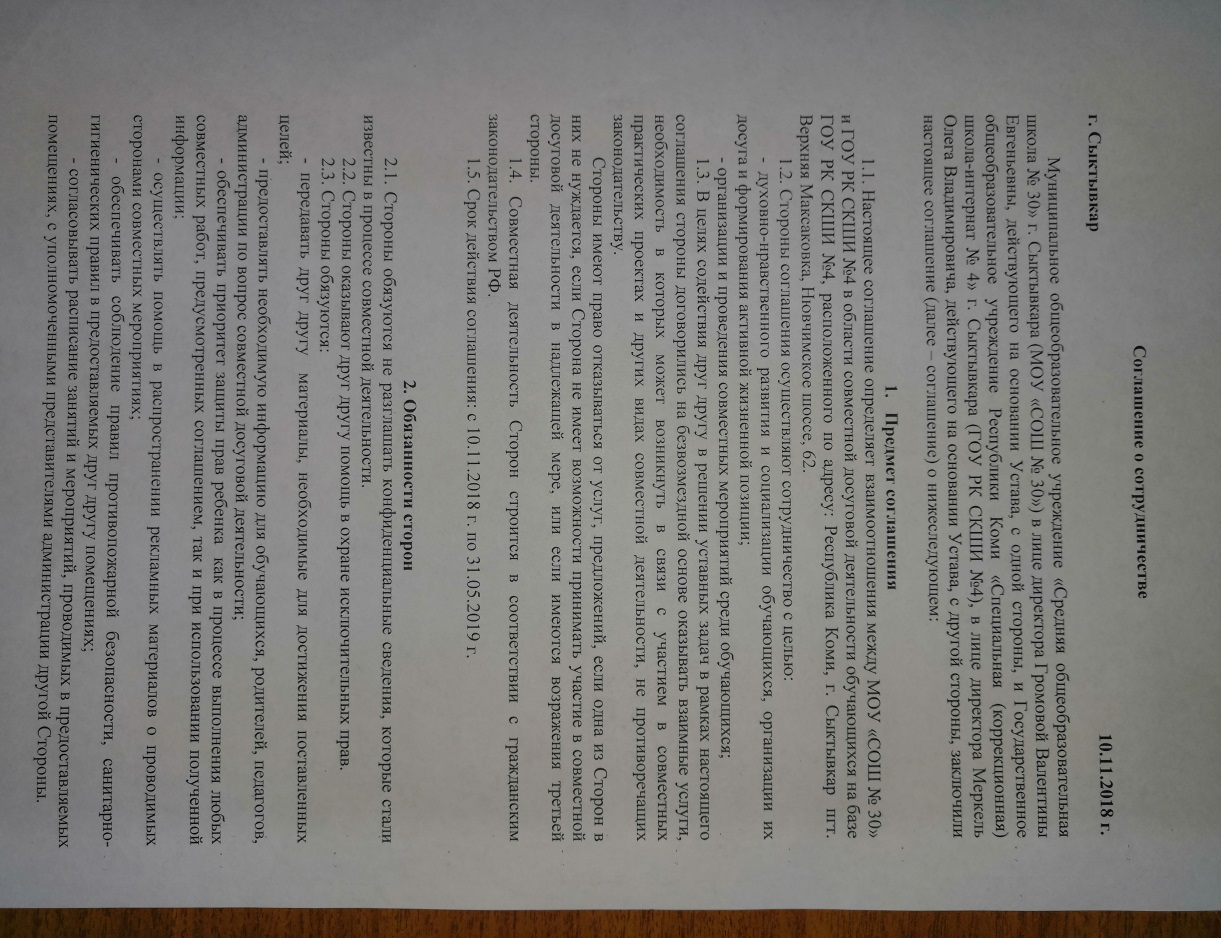 Соглашение о сотрудничестве
г. Сыктывкар 10.11.2018 г.
Муниципальное общеобразовательное учреждение «Средняя общеобразовательная
школа № 30» г. Сыктывкара (МОУ «СОШ № 30») в лице директора Громовой Валентины
Евгеньевны, действующего на основании Устава, с одной стороны, и Государственное
общеобразовательное учреждение Республики Коми «Специальная (коррекционная)
школа-интернат № 4» г. Сыктывкара (ГОУ РК СКШИ №4), в лице директора Меркель
Олега Владимировича, действующего на основании Устава, с другой стороны, заключили
настоящее соглашение (далее – соглашение) о нижеследующем:
1. Предмет соглашения
1.1. Настоящее соглашение определяет взаимоотношения между МОУ «СОШ № 30»
и ГОУ РК СКШИ №4 в области совместной досуговой деятельности обучающихся на базе
ГОУ РК СКШИ №4, расположенного по адресу: Республика Коми, г. Сыктывкар пгт.
Верхняя Максаковка, Нювчимское шоссе, 62.
1.2. Стороны соглашения осуществляют сотрудничество с целью:
- духовно-нравственного развития и социализации обучающихся, организации их
досуга и формирования активной жизненной позиции;
- организации и проведения совместных мероприятий среди обучающихся;
1.3. В целях содействия друг другу в решении уставных задач в рамках настоящего
соглашения стороны договорились на безвозмездной основе оказывать взаимные услуги,
необходимость в которых может возникнуть в связи с участием в совместных
практических проектах и других видах совместной деятельности, не противоречащих
законодательству.
Стороны имеют право отказываться от услуг, предложений, если одна из Сторон в
них не нуждается, если Сторона не имеет возможности принимать участие в совместной
досуговой деятельности в надлежащей мере, или если имеются возражения третьей
стороны.
1.4. Совместная деятельность Сторон строится в соответствии с гражданским
законодательством РФ.
1.5. Срок действия соглашения: с 10.11.2018 г. по 31.05.2019 г.
2. Обязанности сторон
2.1. Стороны обязуются не разглашать конфиденциальные сведения, которые стали
известны в процессе совместной деятельности.
2.2. Стороны оказывают друг другу помощь в охране исключительных прав.
2.3. Стороны обязуются:
- передавать друг другу материалы, необходимые для достижения поставленных
целей;
- предоставлять необходимую информацию для обучающихся, родителей, педагогов,
администрации по вопрос совместной досуговой деятельности;
- обеспечивать приоритет защиты прав ребенка как в процессе выполнения любых
совместных работ, предусмотренных соглашением, так и при использовании полученной
информации;
- осуществлять помощь в распространении рекламных материалов о проводимых
сторонами совместных мероприятиях;
- обеспечивать соблюдение правил противопожарной безопасности, санитарно-
гигиенических правил в предоставляемых друг другу помещениях;
- согласовывать расписание занятий и мероприятий, проводимых в предоставляемых
помещениях, с уполномоченными представителями администрации другой Стороны.